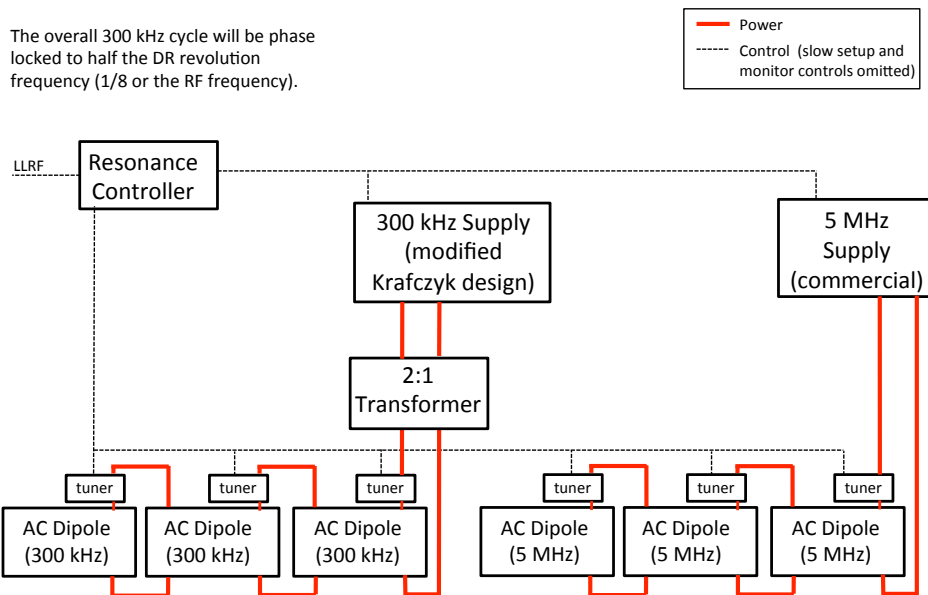 The overall 300 kHz cycle will be phase
locked to half the DR revolution
frequency (1/8 or the RF frequency).
Power
Control (slow setup and
monitor controls omitted)
LLRF
Resonance
Controller
300 kHz Supply
(modified
Krafczyk design)
5 MHz
Supply
(commercial)
2:1
Transformer
tuner
tuner
tuner
tuner
tuner
tuner
AC Dipole
(300 kHz)
AC Dipole
(300 kHz)
AC Dipole
(300 kHz)
AC Dipole
(5 MHz)
AC Dipole
(5 MHz)
AC Dipole
(5 MHz)